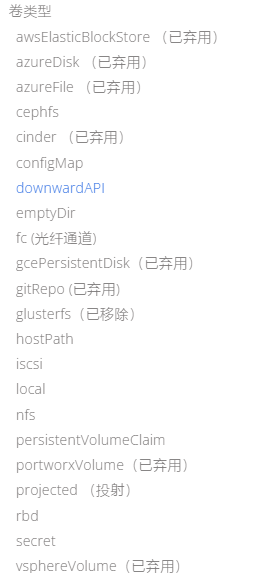 卷类型
awsElasticBlockStore （已弃用）
azureDisk （已弃用）
azureFile （已弃用）
cephfs
cinder （已弃用）
configMap
downwardAPI
emptyDir
fc (光纤通道)
gcePersistentDisk（已弃用）
gitRepo (已弃用)
glusterfs（已移除）
hostPath
iscsi
local
nfs
persistentVolumeClaim
portworxVolume（已弃用）
projected （投射）
rbd
secret
vsphereVolume（已弃用）